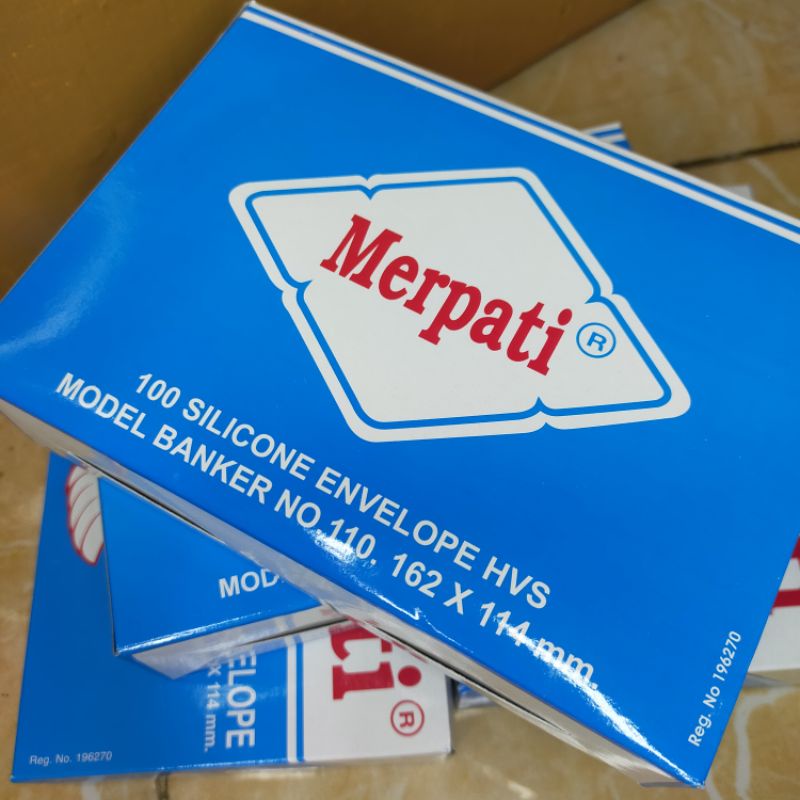 Merpati ®
100 SILICONE ENVELOPE HVS
MODEL BANKER NO.110. 162 X 114 mm.
Reg. No 196270
ti ®
ELOPE
X 114 mm.
Reg. No. 196270